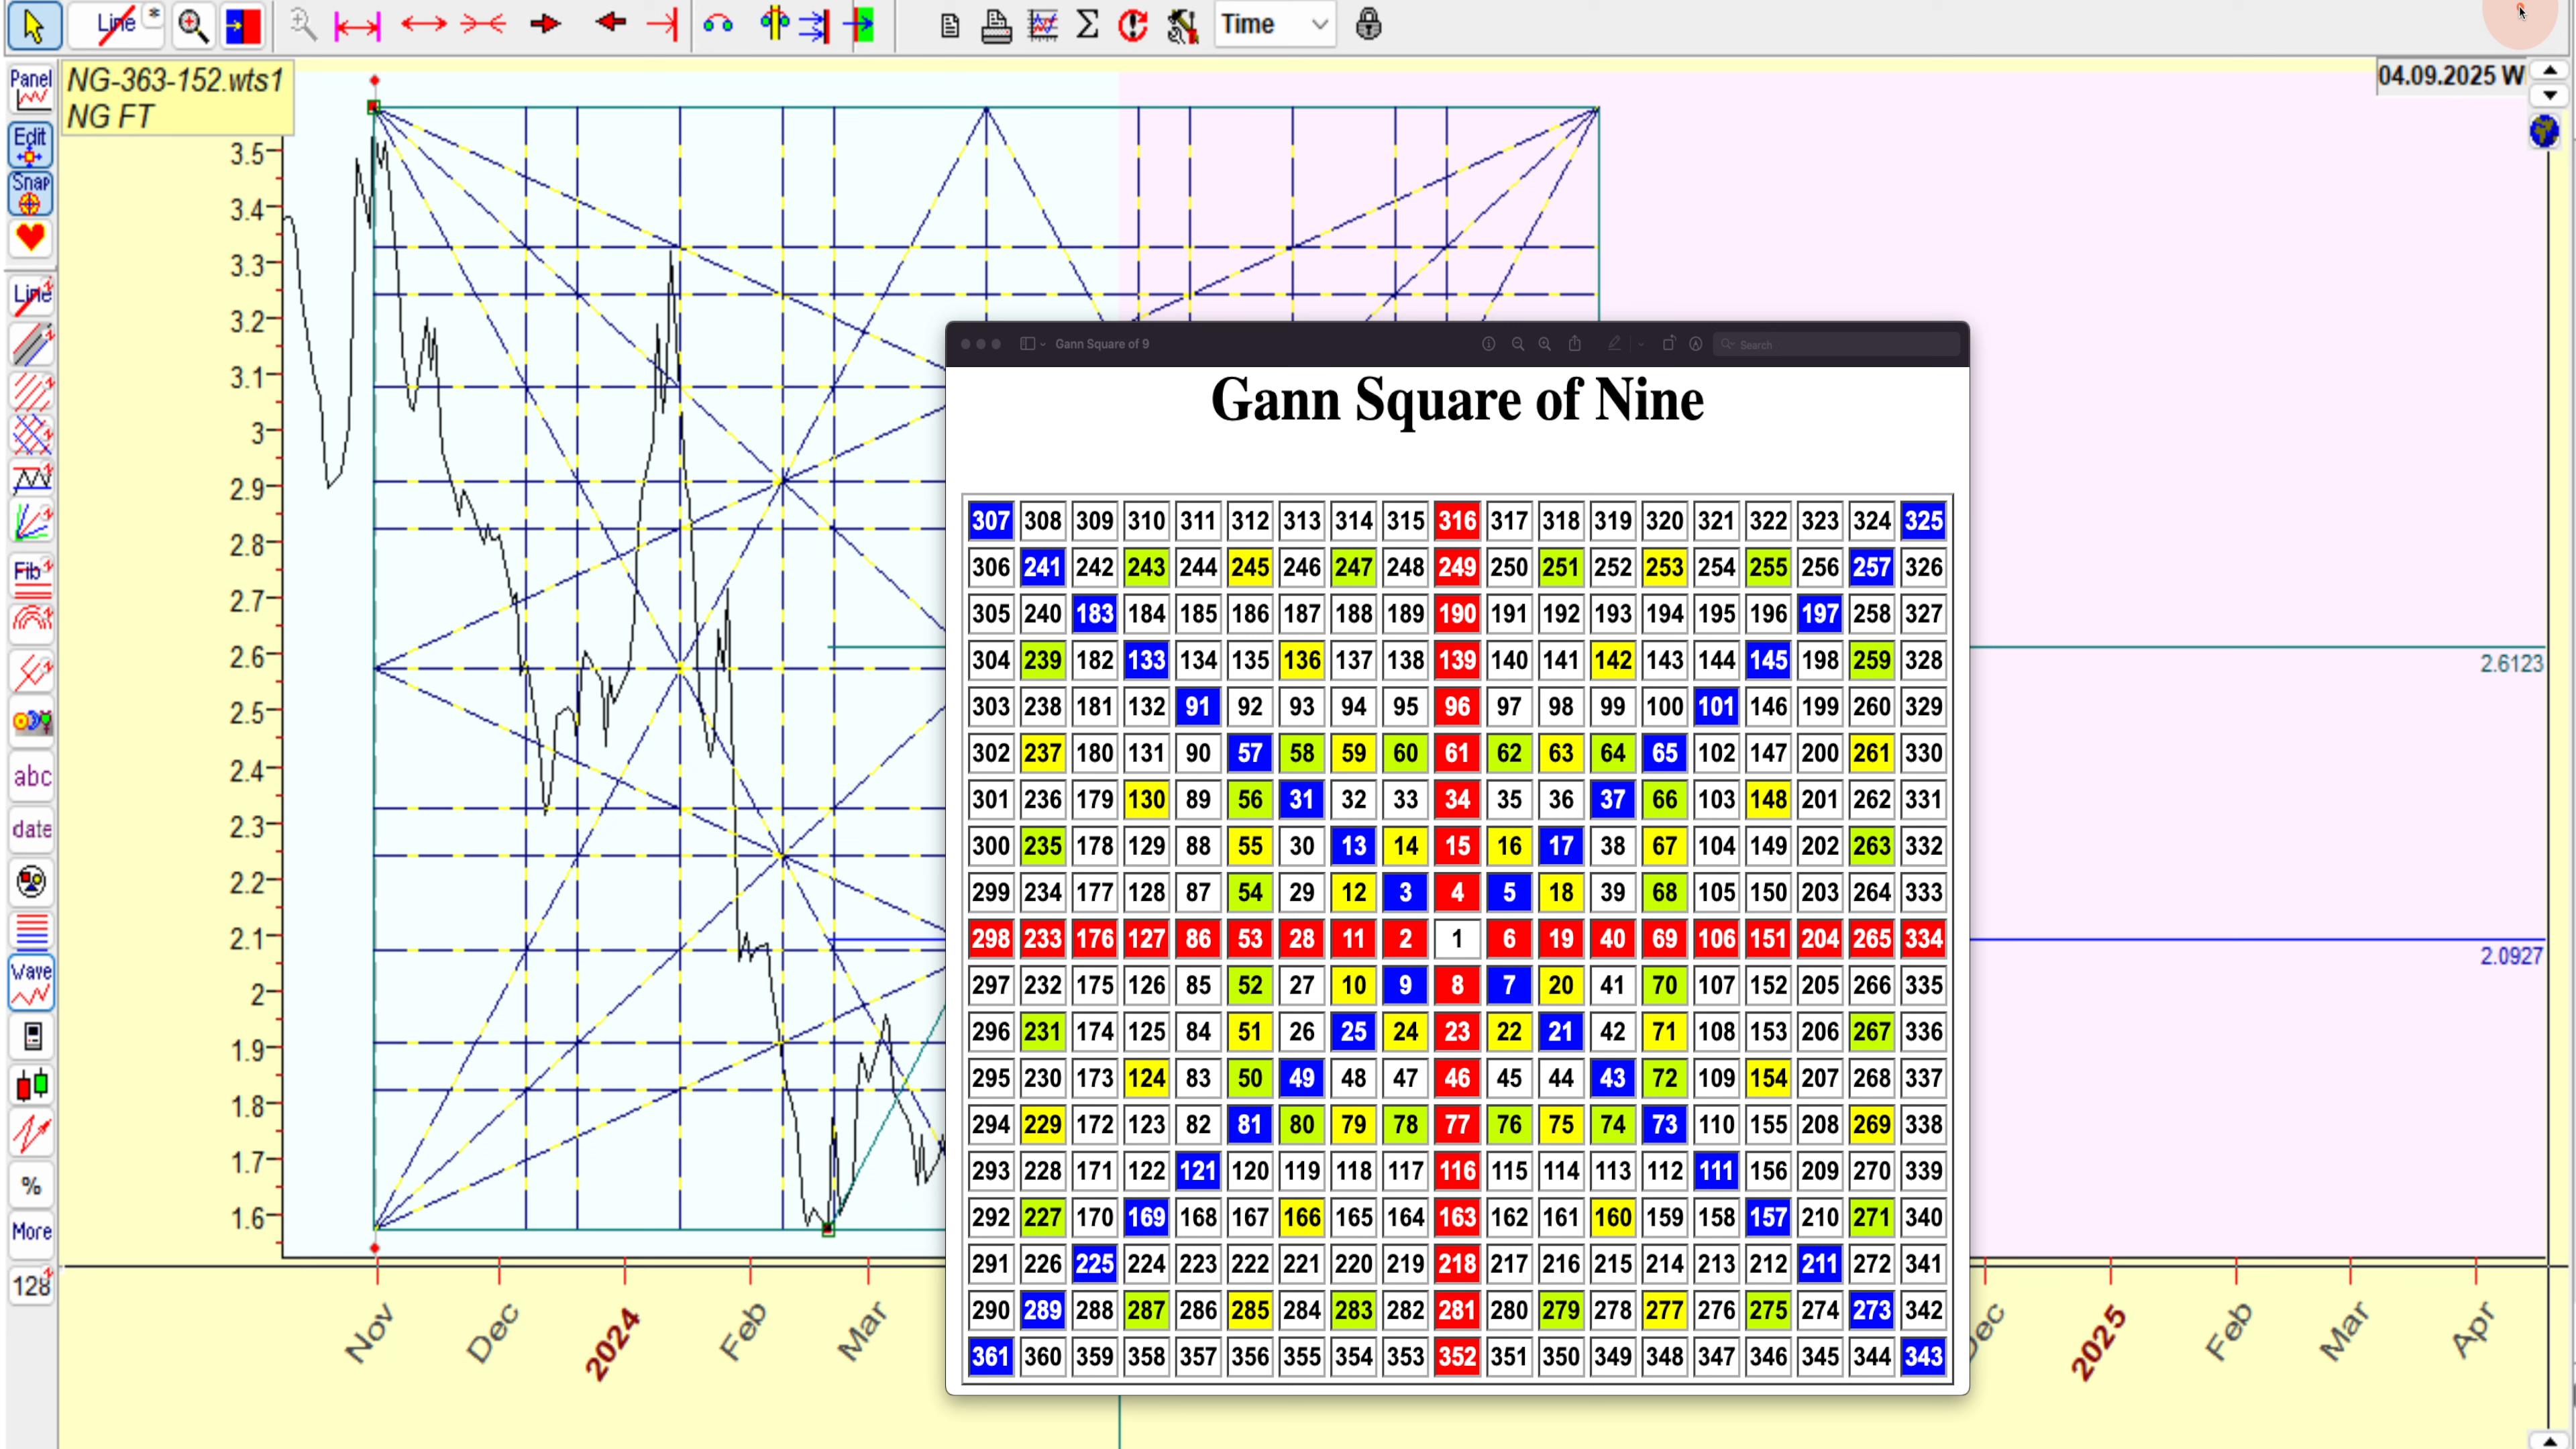 Line *
Time
Panel
NG-363-152.wts1
NG FT
04.09.2025 W
Edit
Snap
Line
Fib
abc
date
Wave
%
More
128
3.5
3.4
3.3
3.2
3.1
3
2.9
2.8
2.7
2.6
2.5
2.4
2.3
2.2
2.1
2
1.9
1.8
1.7
1.6
Gann Square of 9
Search
Gann Square of Nine
307 308 309 310 311 312 313 314 315 316 317 318 319 320 321 322 323 324 325
306 241 242 243 244 245 246 247 248 249 250 251 252 253 254 255 256 257 326
305 240 183 184 185 186 187 188 189 190 191 192 193 194 195 196 197 258 327
304 239 182 133 134 135 136 137 138 139 140 141 142 143 144 145 198 259 328
303 238 181 132 91 92 93 94 95 96 97 98 99 100 101 146 199 260 329
302 237 180 131 90 57 58 59 60 61 62 63 64 65 102 147 200 261 330
301 236 179 130 89 56 31 32 33 34 35 36 37 66 103 148 201 262 331
300 235 178 129 88 55 30 13 14 15 16 17 38 67 104 149 202 263 332
299 234 177 128 87 54 29 12 3 4 5 18 39 68 105 150 203 264 333
298 233 176 127 86 53 28 11 2 1 6 19 40 69 106 151 204 265 334
297 232 175 126 85 52 27 10 9 8 7 20 41 70 107 152 205 266 335
296 231 174 125 84 51 26 25 24 23 22 21 42 71 108 153 206 267 336
295 230 173 124 83 50 49 48 47 46 45 44 43 72 109 154 207 268 337
294 229 172 123 82 81 80 79 78 77 76 75 74 73 110 155 208 269 338
293 228 171 122 121 120 119 118 117 116 115 114 113 112 111 156 209 270 339
292 227 170 169 168 167 166 165 164 163 162 161 160 159 158 157 210 271 340
291 226 225 224 223 222 221 220 219 218 217 216 215 214 213 212 211 272 341
290 289 288 287 286 285 284 283 282 281 280 279 278 277 276 275 274 273 342
361 360 359 358 357 356 355 354 353 352 351 350 349 348 347 346 345 344 343
2.6123
2.0927
Nov
Dec
2024
Feb
Mar
Dec
2025
Feb
Mar
Apr